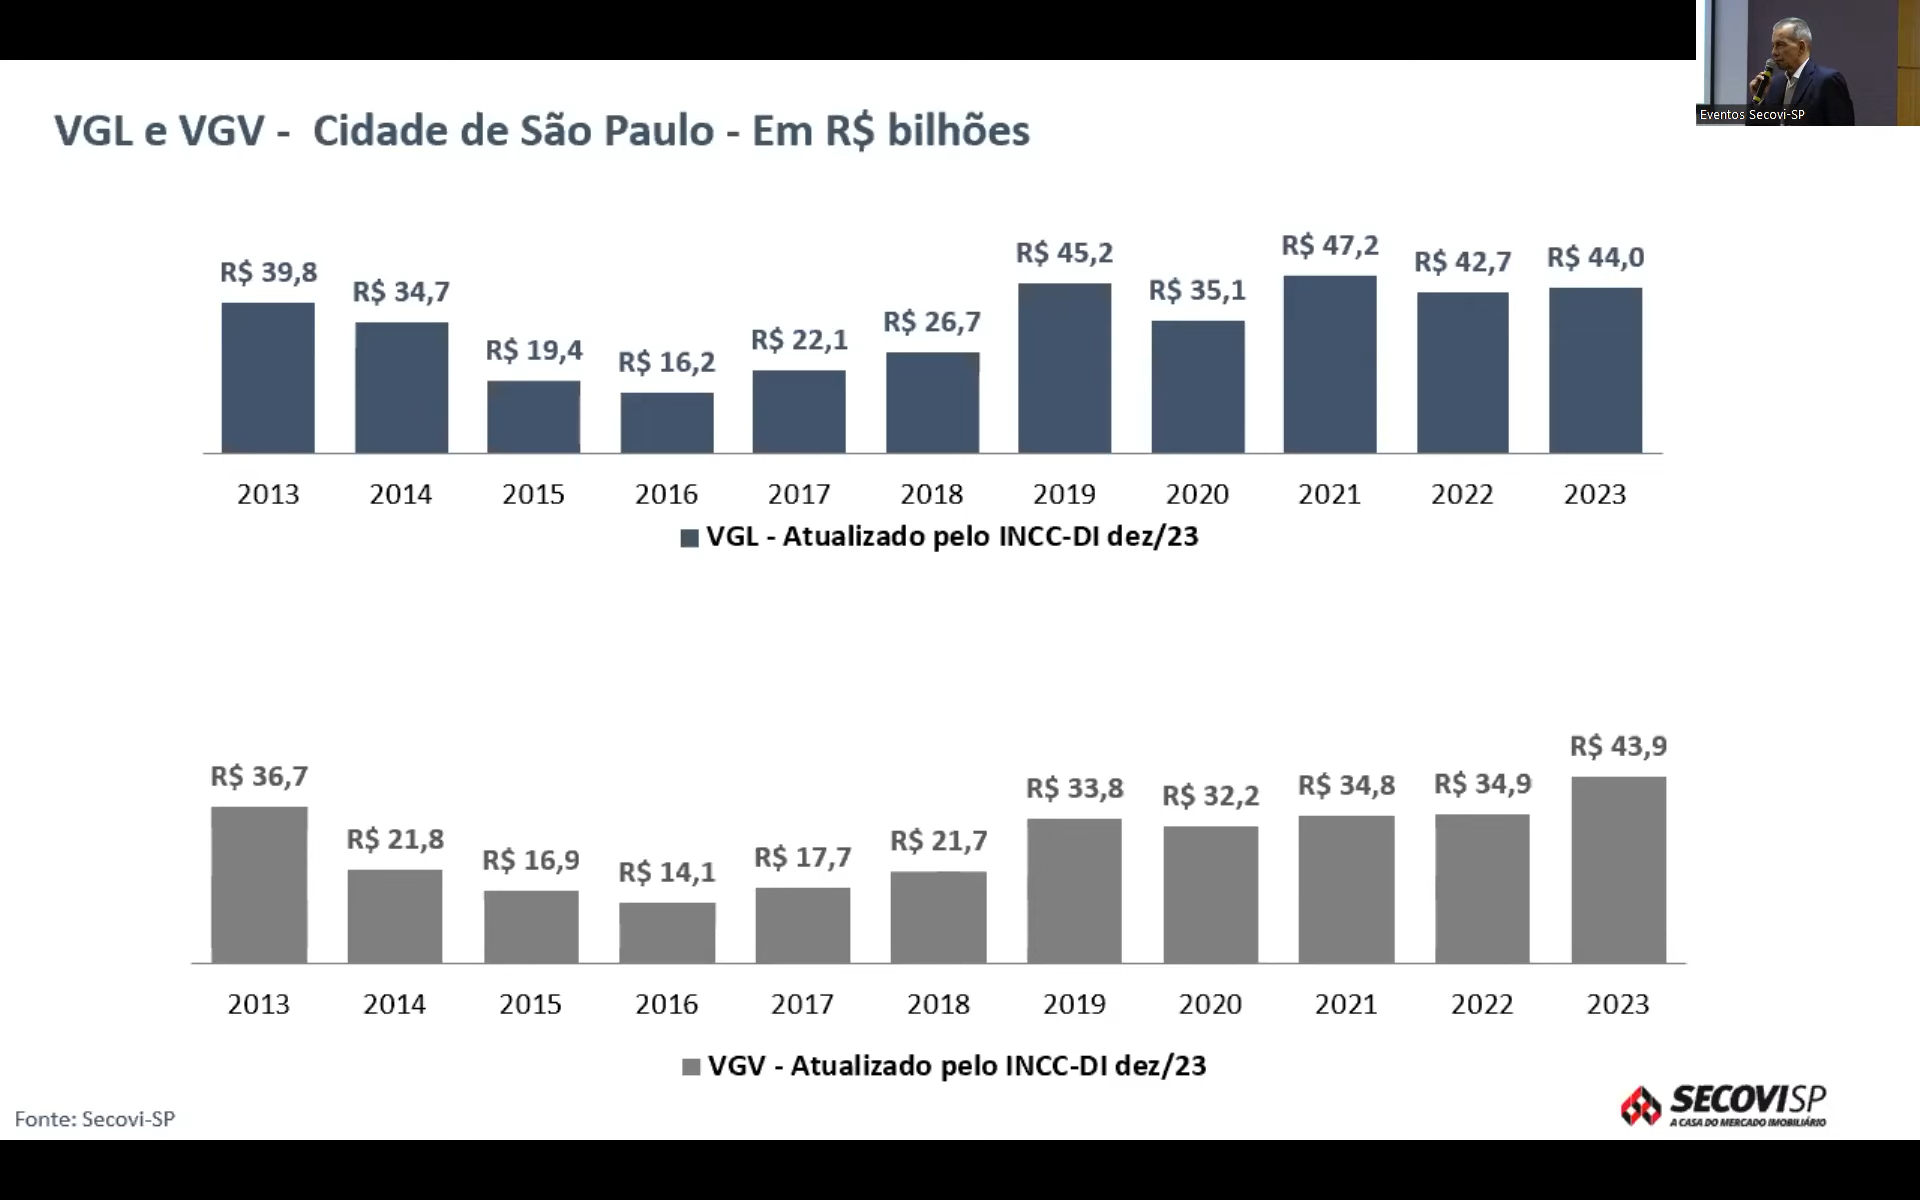 Eventos Secovi-SP
VGL e VGV -  Cidade de São Paulo - Em R$ bilhões
R$ 39,8 R$ 34,7 R$ 19,4 R$ 16,2 R$ 22,1 R$ 26,7 R$ 45,2 R$ 35,1 R$ 47,2 R$ 42,7 R$ 44,0
2013 2014 2015 2016 2017 2018 2019 2020 2021 2022 2023
VGL - Atualizado pelo INCC-DI dez/23
R$ 36,7 R$ 21,8 R$ 16,9 R$ 14,1 R$ 17,7 R$ 21,7 R$ 33,8 R$ 32,2 R$ 34,8 R$ 34,9 R$ 43,9
2013 2014 2015 2016 2017 2018 2019 2020 2021 2022 2023
VGV - Atualizado pelo INCC-DI dez/23
Fonte: Secovi-SP
SECOVISP
A CASA DO MERCADO IMOBILIÁRIO